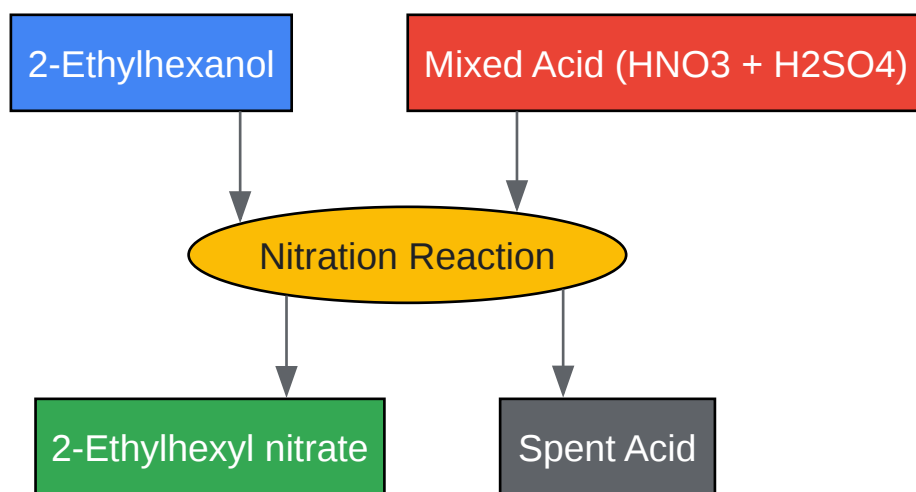 2-Ethylhexanol
Mixed Acid (HNO3 + H2SO4)
Nitration Reaction
2-Ethylhexyl nitrate
Spent Acid